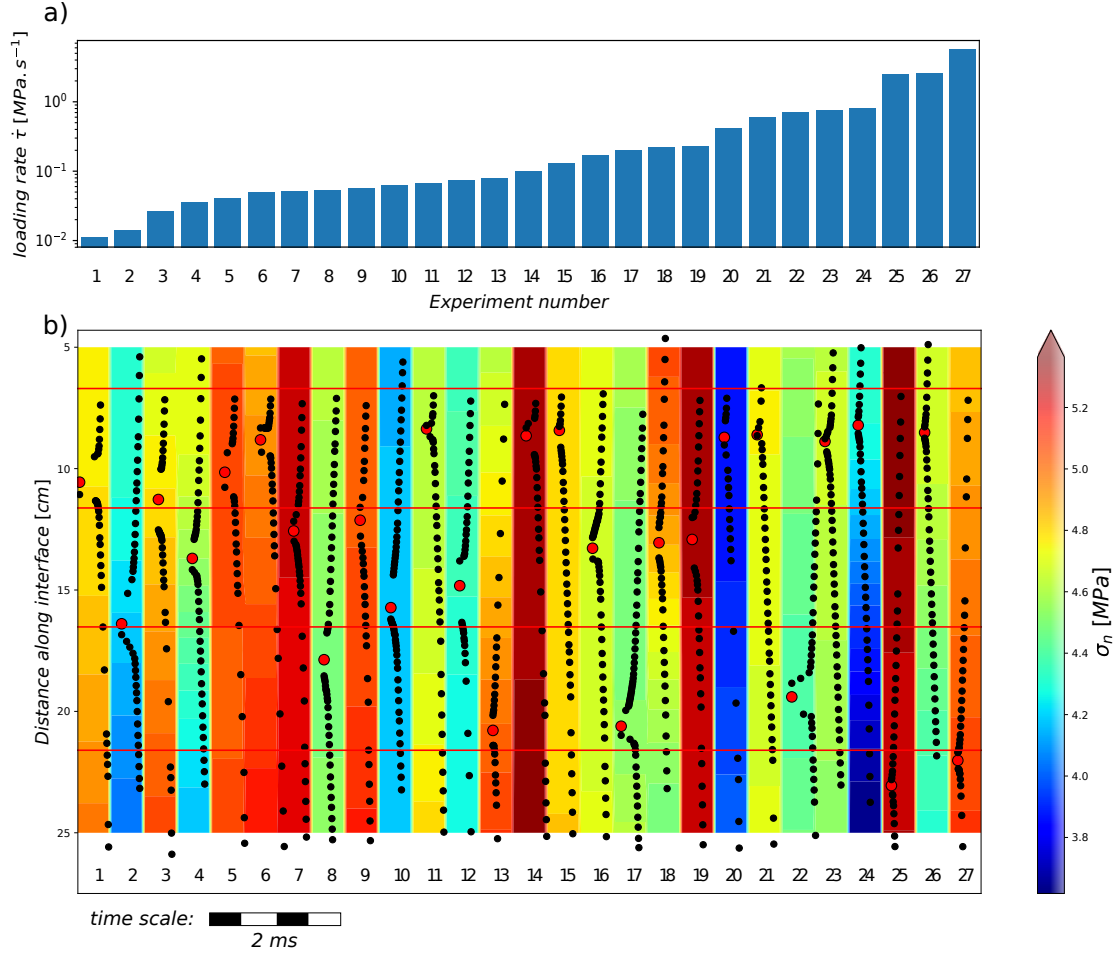 a)
loading rate τ̇ [MPa.s⁻¹]
10⁰
10⁻¹
10⁻²
1 2 3 4 5 6 7 8 9 10 11 12 13 14 15 16 17 18 19 20 21 22 23 24 25 26 27
Experiment number
b)
Distance along interface [cm]
5
10
15
20
25
1 2 3 4 5 6 7 8 9 10 11 12 13 14 15 16 17 18 19 20 21 22 23 24 25 26 27
time scale:
2 ms
5.2
5.0
4.8
4.6
4.4
4.2
4.0
3.8
σₙ [MPa]